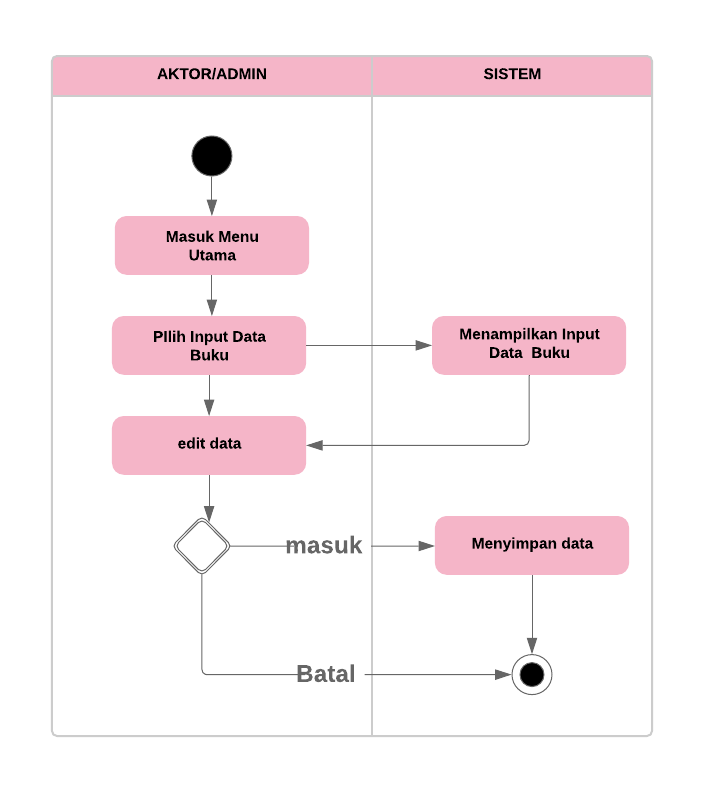 AKTOR/ADMIN
SISTEM
Masuk Menu
Utama
PIlih Input Data
Buku
Menampilkan Input
Data  Buku
edit data
masuk
Menyimpan data
Batal